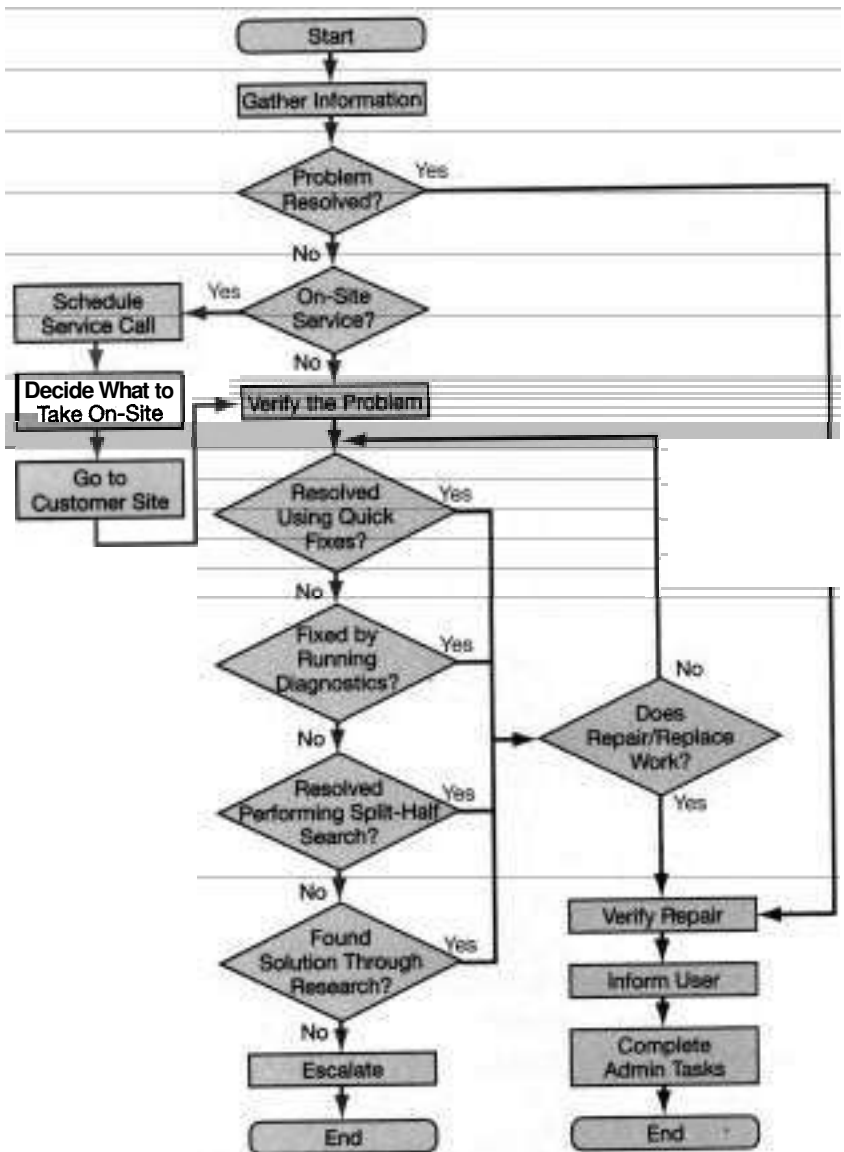 Start
Gather Information
Problem
Resolved?
Yes
No
On-Site
Service?
Yes
Schedule
Service Call
No
Decide What to
Take On-Site
Verify the Problem
Go to
Customer Site
Resolved
Using Quick
Fixes?
Yes
No
Fixed by
Running
Diagnostics?
Yes
No
Does
Repair/Replace
Work?
No
Resolved
Performing Split-Half
Search?
Yes
Yes
No
Verify Repair
Found
Solution Through
Research?
Yes
Inform User
No
Escalate
Complete
Admin Tasks
End
End